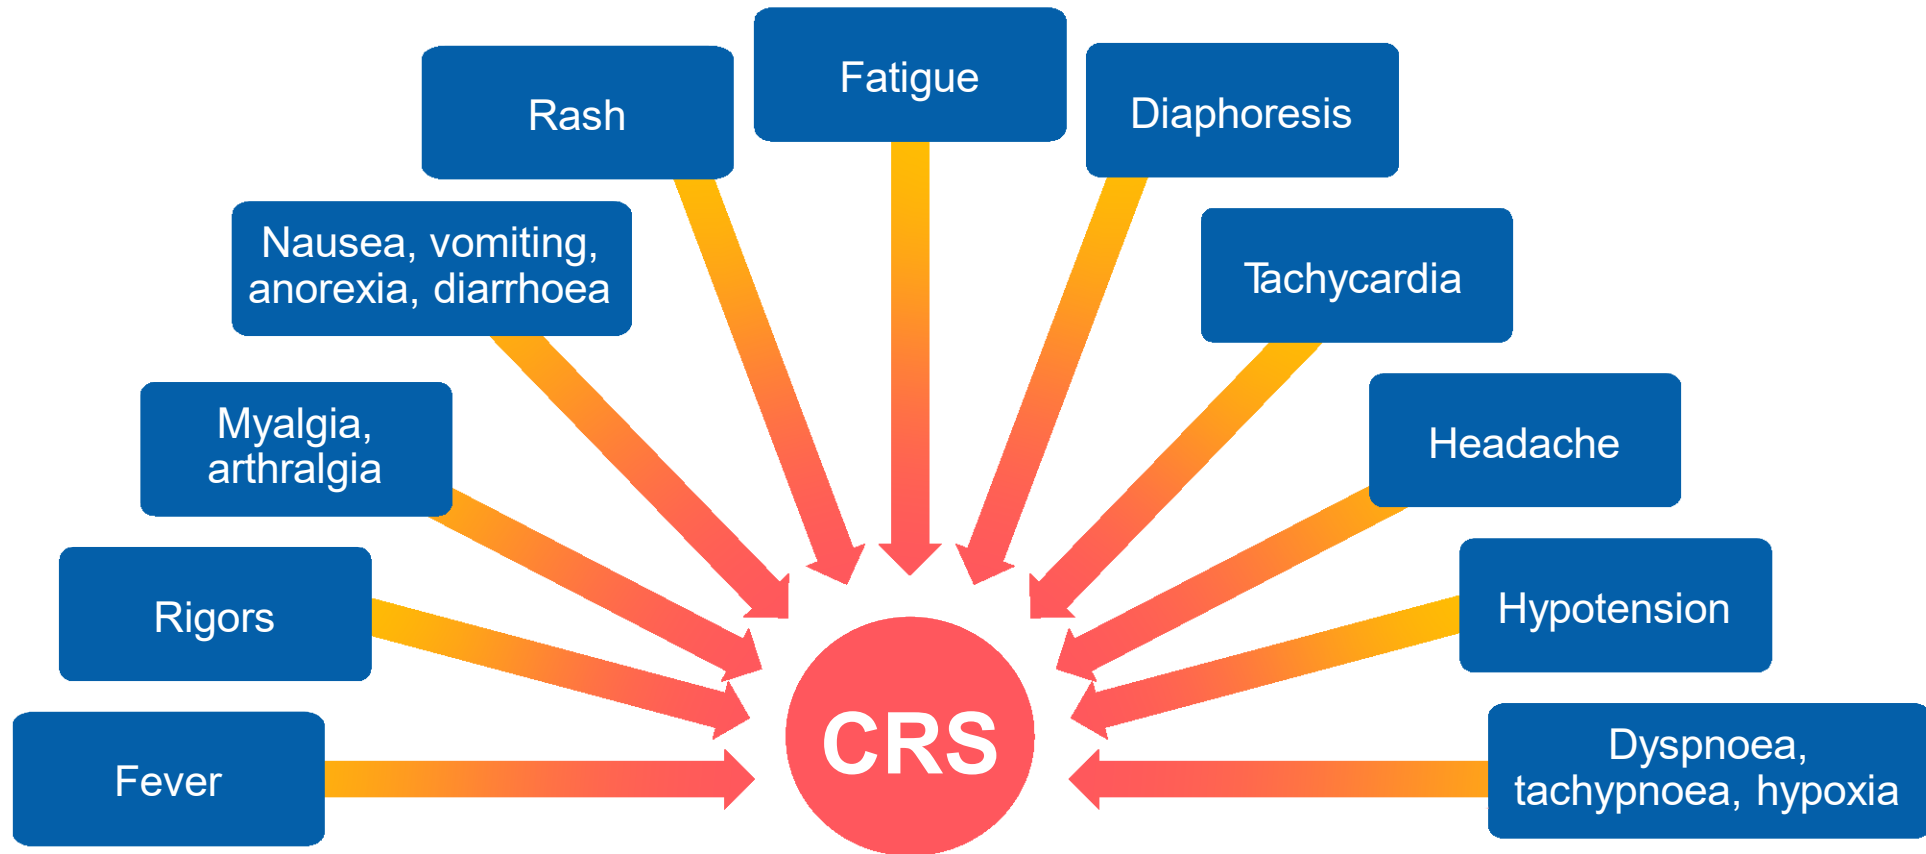 Fatigue
Rash
Diaphoresis
Nausea, vomiting,
anorexia, diarrhoea
Tachycardia
Myalgia,
arthralgia
Headache
Rigors
Hypotension
Fever
CRS
Dyspnoea,
tachypnoea, hypoxia